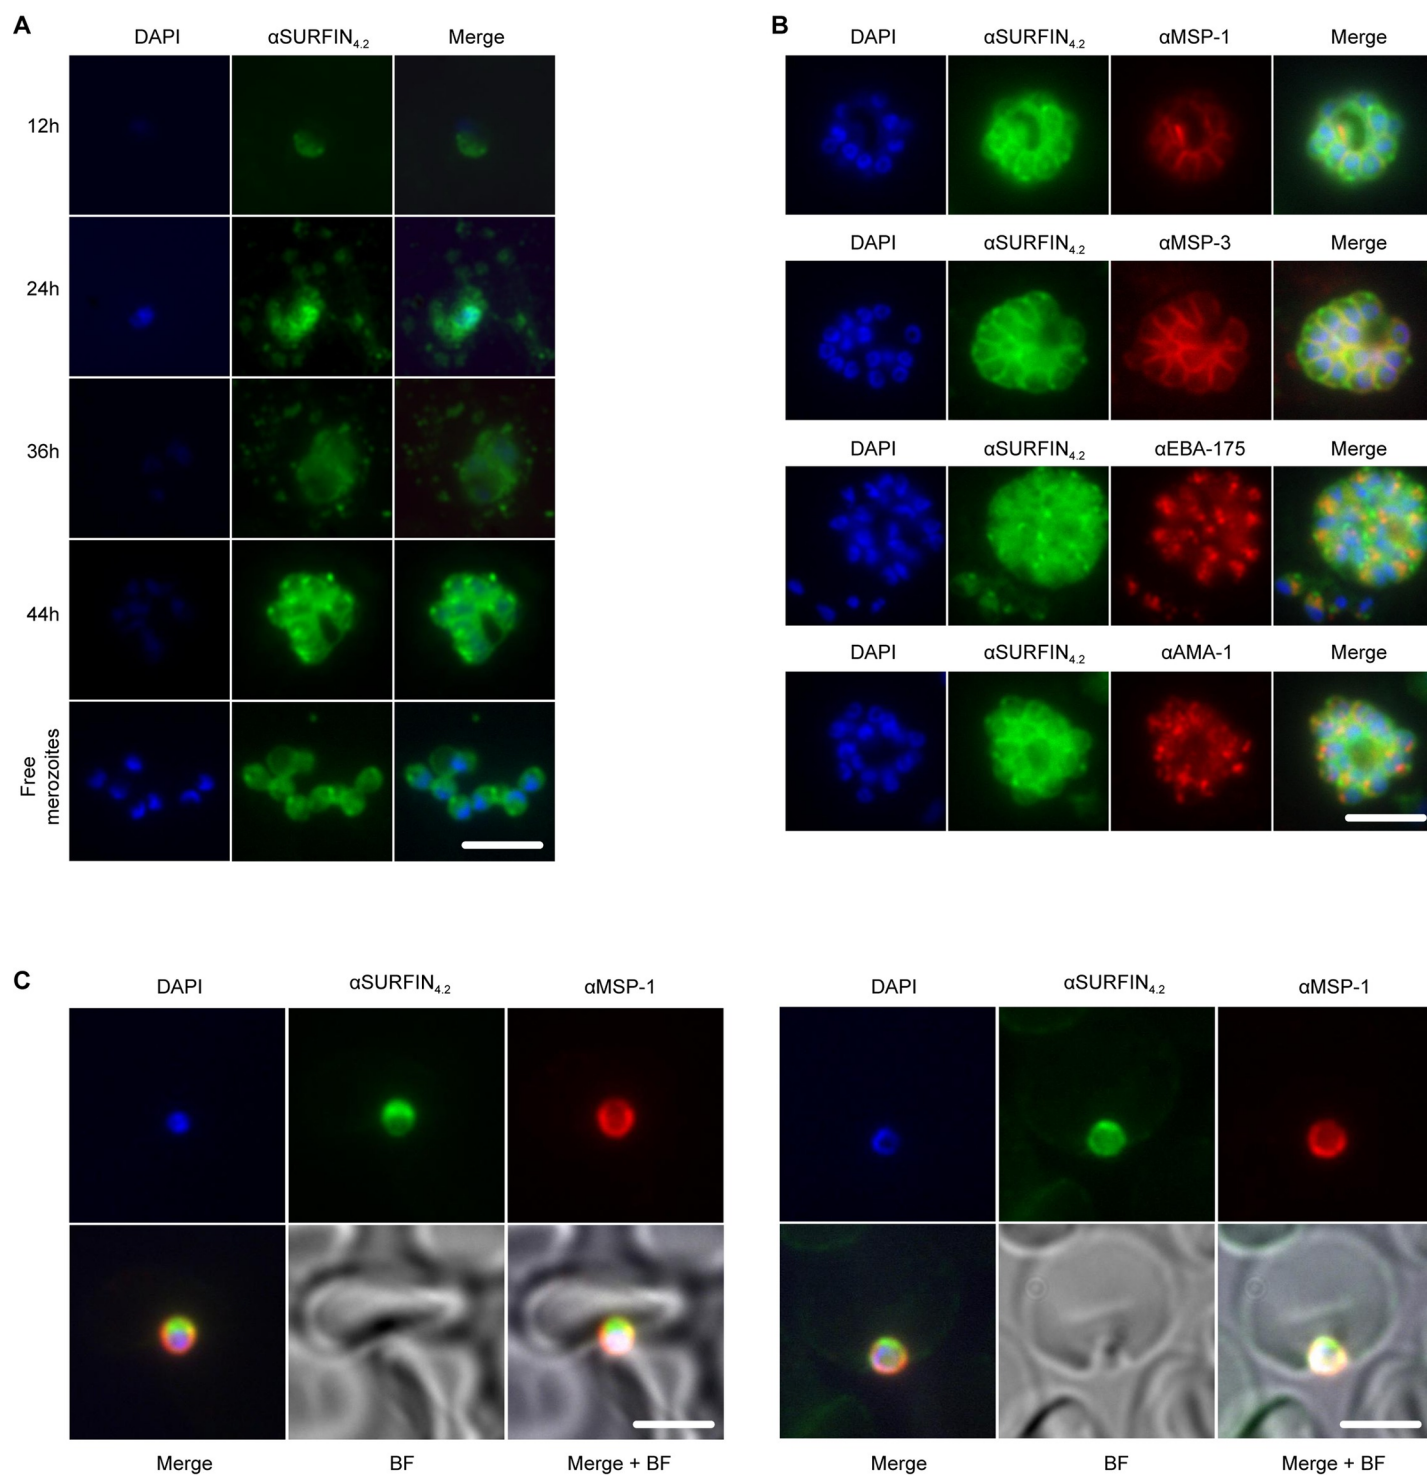 A
DAPI αSURFIN₄.₂ Merge
12h
24h
36h
44h
Free
merozoites
B
DAPI αSURFIN₄.₂ αMSP-1 Merge
DAPI αSURFIN₄.₂ αMSP-3 Merge
DAPI αSURFIN₄.₂ αEBA-175 Merge
DAPI αSURFIN₄.₂ αAMA-1 Merge
C
DAPI αSURFIN₄.₂ αMSP-1
Merge BF Merge + BF
DAPI αSURFIN₄.₂ αMSP-1
Merge BF Merge + BF